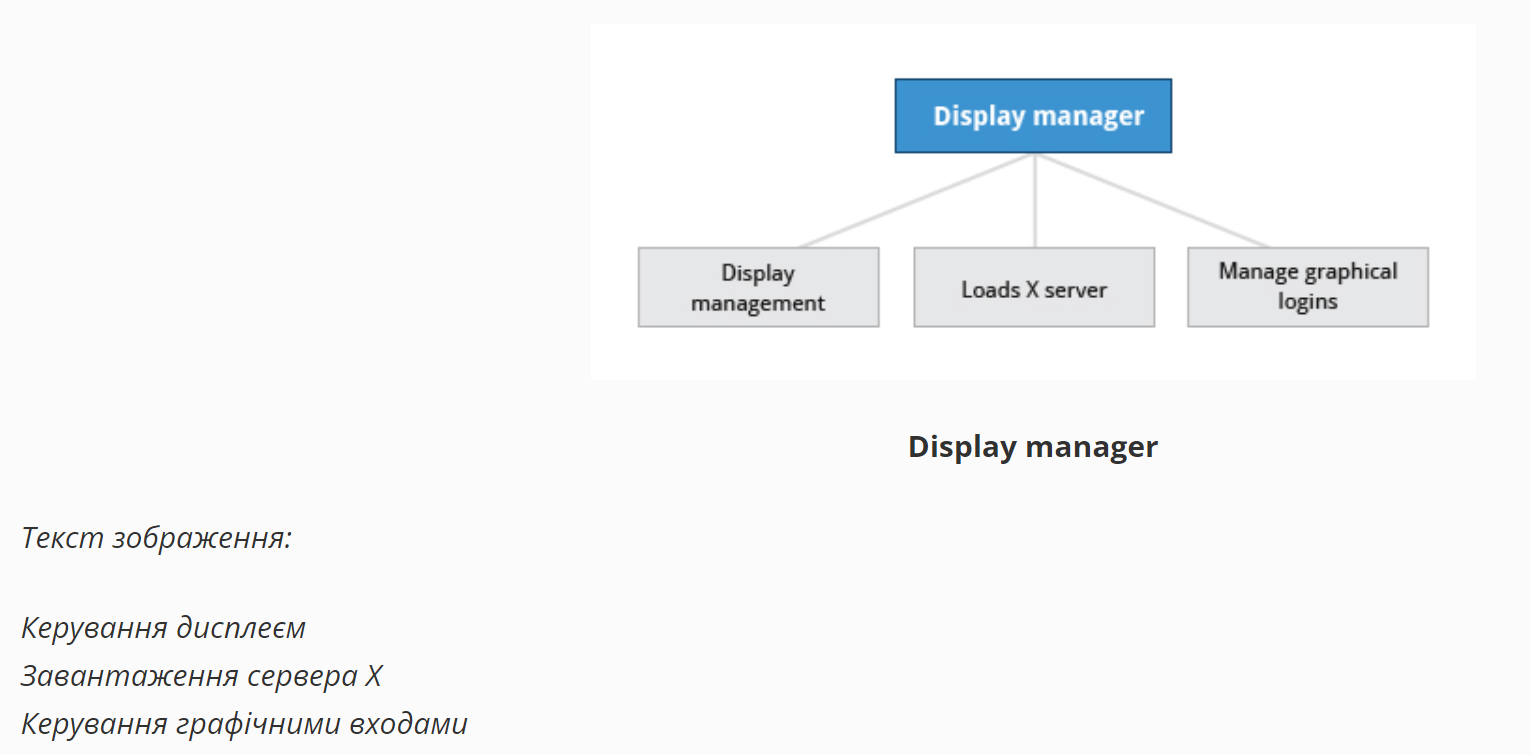 Display manager
Display
management
Loads X server
Manage graphical
logins
Display manager
Текст зображення:
Керування дисплеєм
Завантаження сервера X
Керування графічними входами